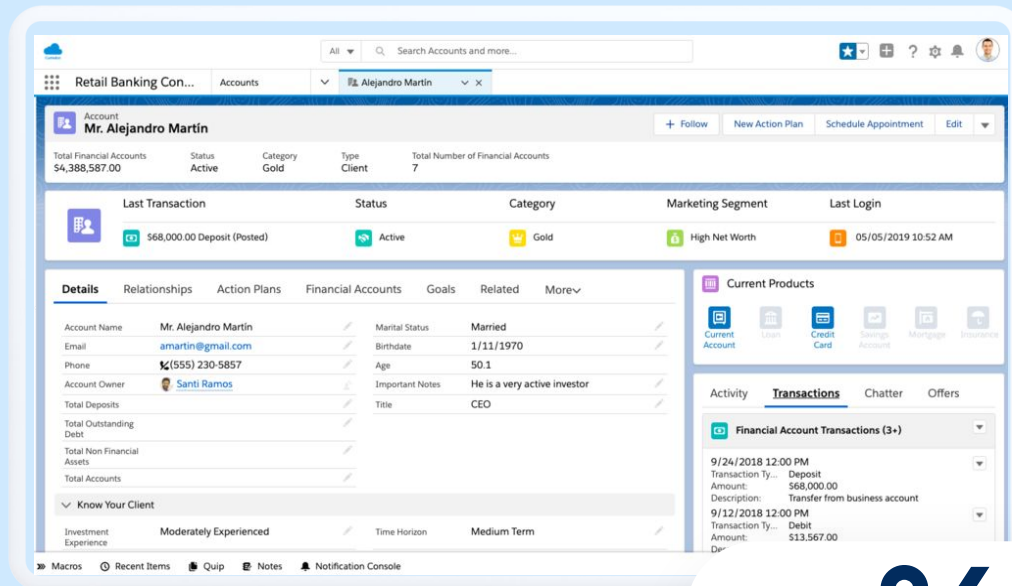 All Search Accounts and more...
Retail Banking Con... Accounts Alejandro Martín
Account
Mr. Alejandro Martín
+ Follow New Action Plan Schedule Appointment Edit
Total Financial Accounts Status Category Type Total Number of Financial Accounts
$4,388,587.00 Active Gold Client 7
Last Transaction Status Category Marketing Segment Last Login
$68,000.00 Deposit (Posted) Active Gold High Net Worth 05/05/2019 10:52 AM
Details Relationships Action Plans Financial Accounts Goals Related More
Account Name Mr. Alejandro Martín Marital Status Married
Email amartin@gmail.com Birthdate 1/11/1970
Phone (555) 230-5857 Age 50.1
Account Owner Santi Ramos Important Notes He is a very active investor
Total Deposits Title CEO
Total Outstanding
Debt
Total Non Financial
Assets
Total Accounts
Know Your Client
Investment
Experience Moderately Experienced Time Horizon Medium Term
Current Products
Current
Account
Loan
Credit
Card
Savings
Account
Mortgage
Insurance
Activity Transactions Chatter Offers
Financial Account Transactions (3+)
9/24/2018 12:00 PM
Transaction Ty... Deposit
Amount: $68,000.00
Description: Transfer from business account
9/12/2018 12:00 PM
Transaction Ty... Debit
Amount: $13,567.00
Macros Recent Items Quip Notes Notification Console